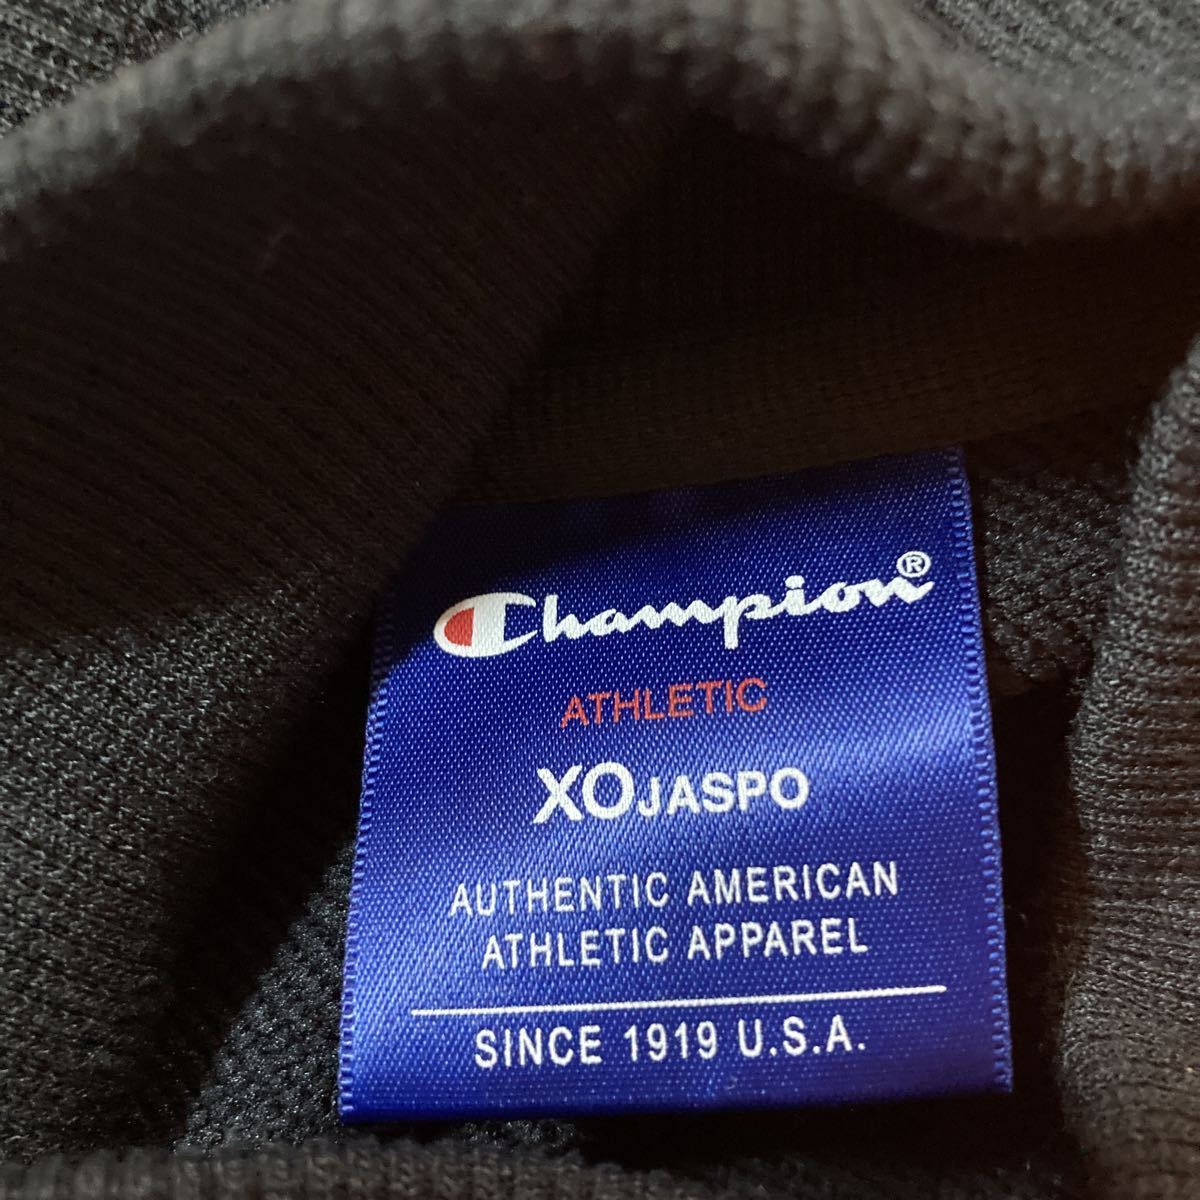 Champion®
ATHLETIC
XO JASPO
AUTHENTIC AMERICAN
ATHLETIC APPAREL
SINCE 1919 U.S.A.